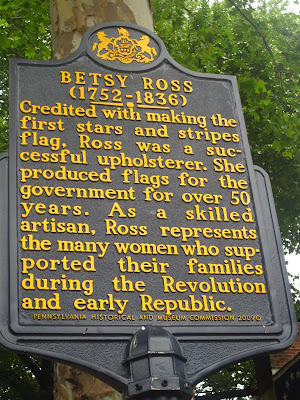 BETSY ROSS
(1752-1836)
Credited with making the
first stars and stripes
flag, Ross was a suc-
cessful upholsterer. She
produced flags for the
government for over 50
years. As a skilled
artisan, Ross represents
the many women who sup-
ported their families
during the Revolution
and early Republic.
PENNSYLVANIA HISTORICAL AND MUSEUM COMMISSION 2009©